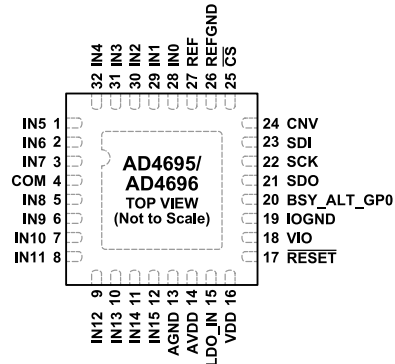 32 IN4
31 IN3
30 IN2
29 IN1
28 IN0
27 REF
26 REFGND
25 C̅S̅
IN5 1
IN6 2
IN7 3
COM 4
IN8 5
IN9 6
IN10 7
IN11 8
AD4695/
AD4696
TOP VIEW
(Not to Scale)
24 CNV
23 SDI
22 SCK
21 SDO
20 BSY_ALT_GP0
19 IOGND
18 VIO
17 R̅E̅S̅E̅T̅
IN12 9
IN13 10
IN14 11
IN15 12
AGND 13
AVDD 14
LDO_IN 15
VDD 16